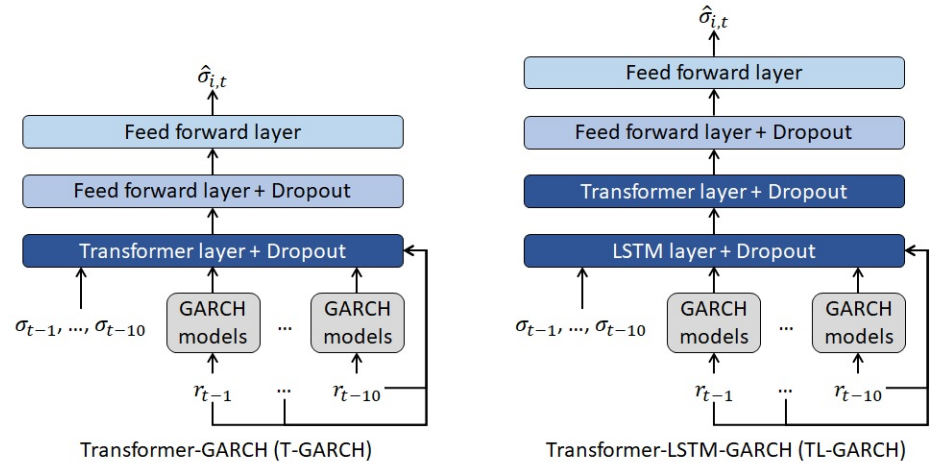 σ̂i,t
Feed forward layer
Feed forward layer + Dropout
Transformer layer + Dropout
σt−1, …, σt−10
GARCH models
...
GARCH models
rt−1
...
rt−10
Transformer-GARCH (T-GARCH)
σ̂i,t
Feed forward layer
Feed forward layer + Dropout
Transformer layer + Dropout
LSTM layer + Dropout
σt−1, …, σt−10
GARCH models
...
GARCH models
rt−1
...
rt−10
Transformer-LSTM-GARCH (TL-GARCH)